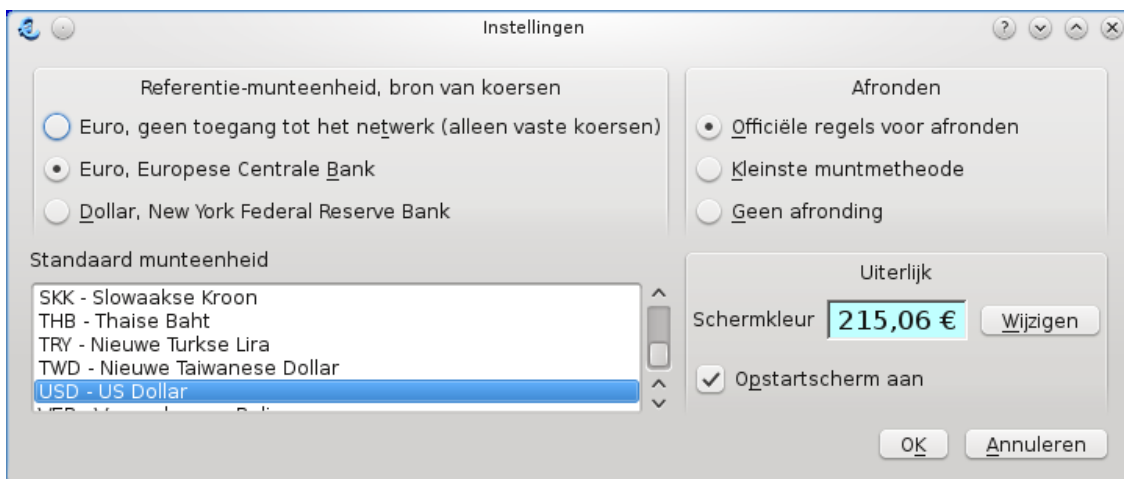 Instellingen
Referentie-munteenheid, bron van koersen
Euro, geen toegang tot het netwerk (alleen vaste koersen)
Euro, Europese Centrale Bank
Dollar, New York Federal Reserve Bank
Afronden
Officiële regels voor afronden
Kleinste muntmetheode
Geen afronding
Standaard munteenheid
SKK - Slowaakse Kroon
THB - Thaise Baht
TRY - Nieuwe Turkse Lira
TWD - Nieuwe Taiwanese Dollar
USD - US Dollar
Uiterlijk
Schermkleur 215,06 € Wijzigen
Opstartscherm aan
OK Annuleren